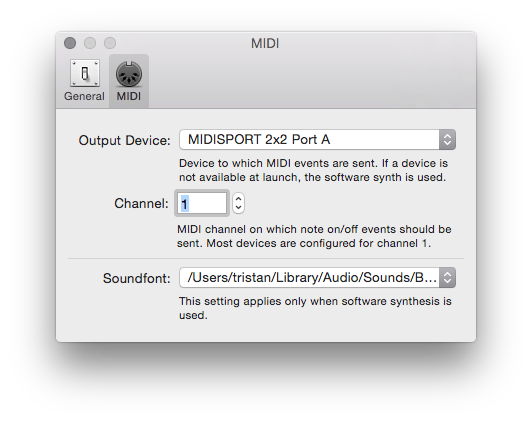 MIDI
General
MIDI
Output Device: MIDISPORT 2x2 Port A
Device to which MIDI events are sent. If a device
is not available at launch, the software synth is used.
Channel: 1
MIDI channel on which note on/off events should be
sent. Most devices are configured for channel 1.
Soundfont: /Users/tristan/Library/Audio/Sounds/B...
This setting applies only when software synthesis is
used.